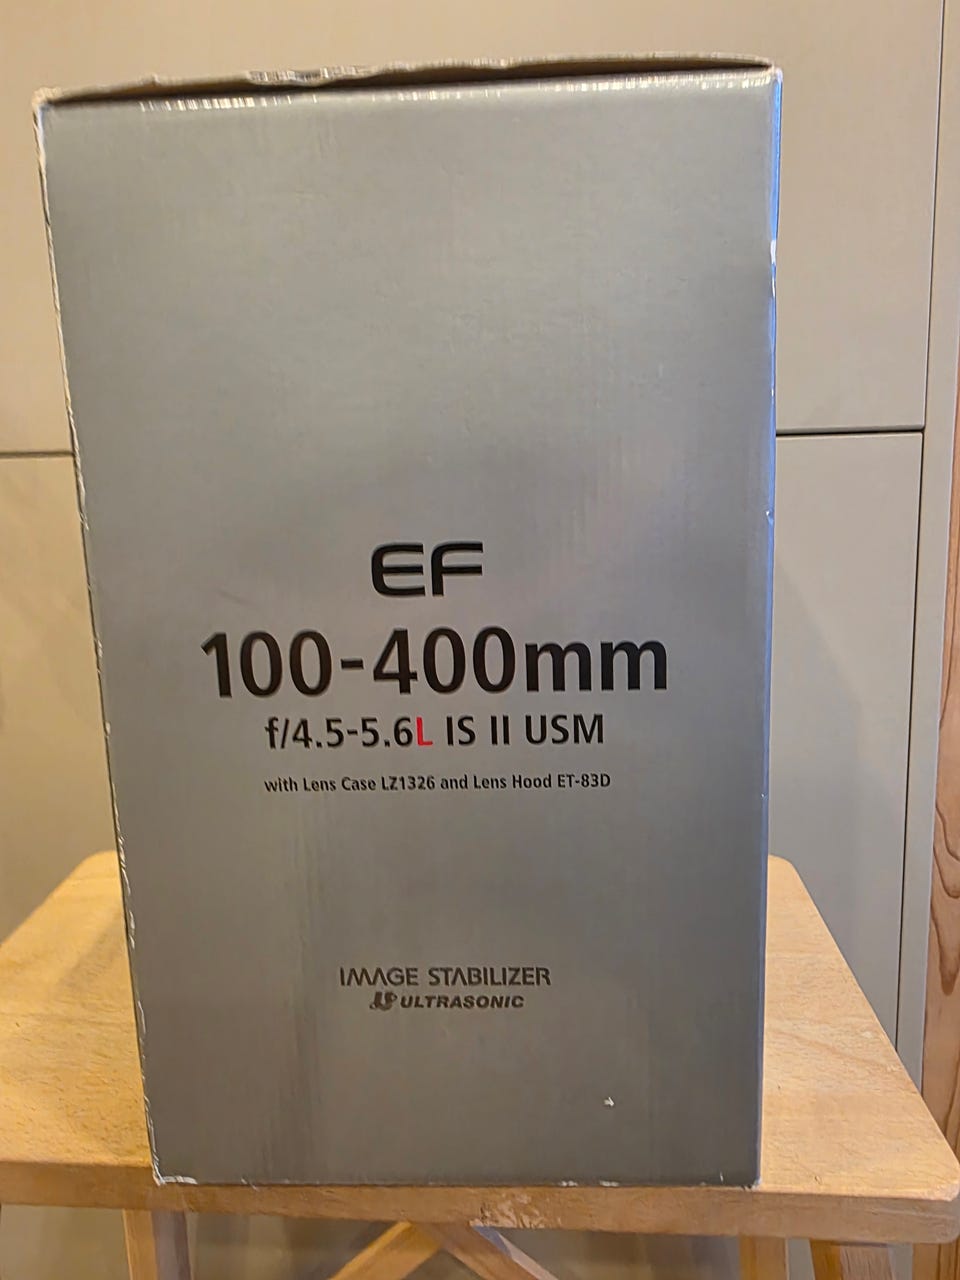 EF
100-400mm
f/4.5-5.6L IS II USM
with Lens Case LZ1326 and Lens Hood ET-83D
IMAGE STABILIZER
ULTRASONIC